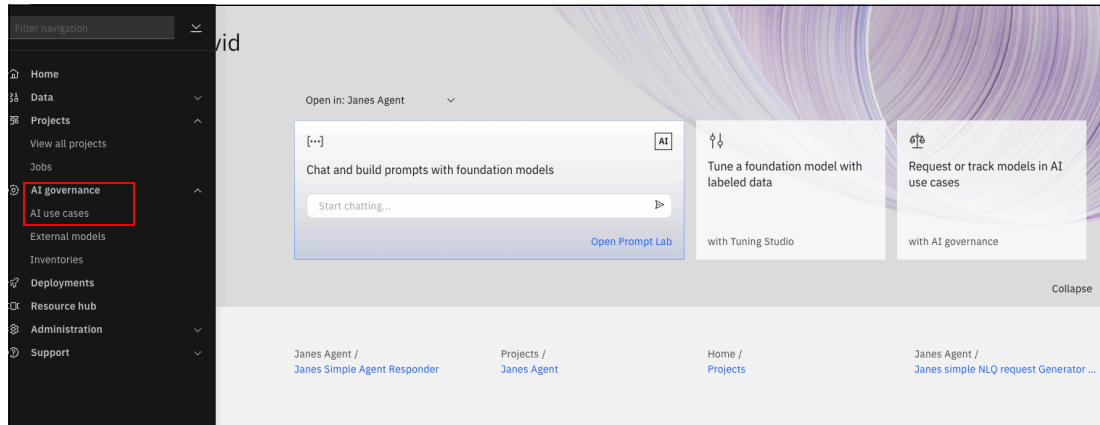 Filter navigation
vid
Home
Data
Projects
View all projects
Jobs
AI governance
AI use cases
External models
Inventories
Deployments
Resource hub
Administration
Support
Open in: Janes Agent
[...]
AI
Chat and build prompts with foundation models
Start chatting...
Open Prompt Lab
Tune a foundation model with
labeled data
with Tuning Studio
Request or track models in AI
use cases
with AI governance
Collapse
Janes Agent /
Janes Simple Agent Responder
Projects /
Janes Agent
Home /
Projects
Janes Agent /
Janes simple NLQ request Generator ...